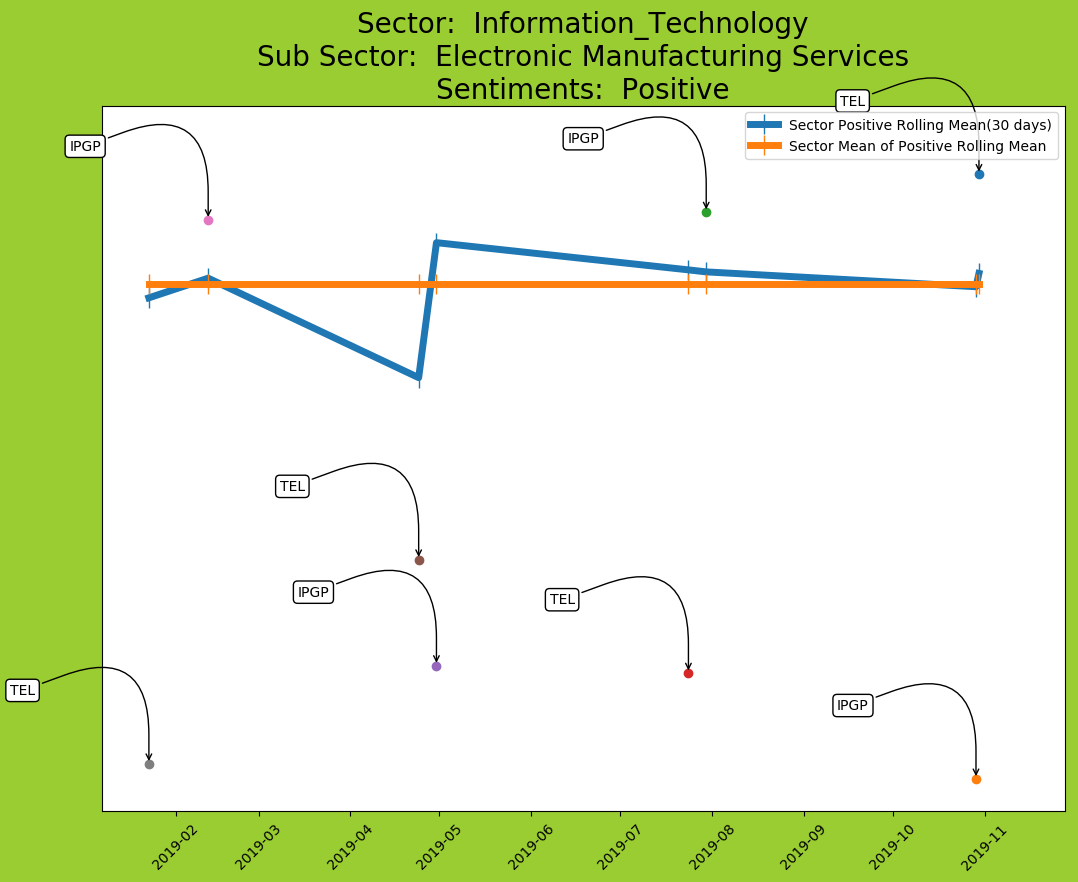 Sector:  Information_Technology
Sub Sector:  Electronic Manufacturing Services
Sentiments:  Positive
TEL
Sector Positive Rolling Mean(30 days)
Sector Mean of Positive Rolling Mean
IPGP
IPGP
TEL
IPGP
TEL
TEL
IPGP
2019-02
2019-03
2019-04
2019-05
2019-06
2019-07
2019-08
2019-09
2019-10
2019-11